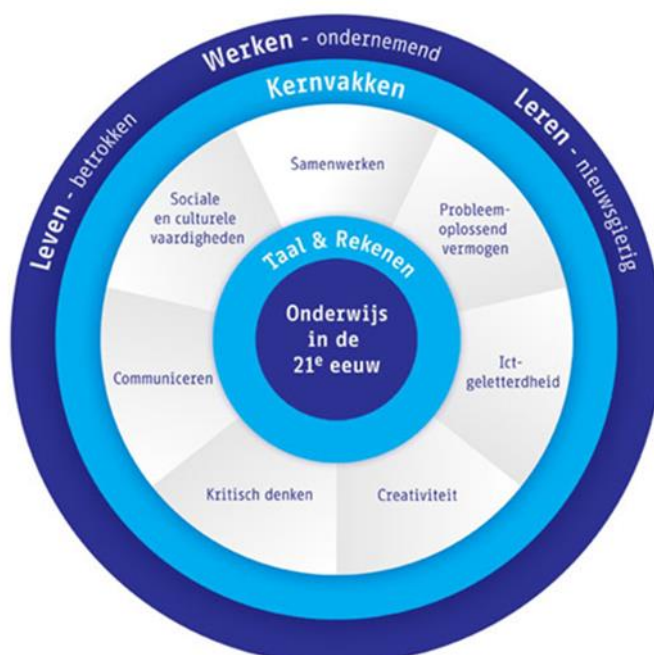 Werken - ondernemend
Leven - betrokken
Leren - nieuwsgierig
Kernvakken
Samenwerken
Sociale
en culturele
vaardigheden
Probleem-
oplossend
vermogen
Taal & Rekenen
Onderwijs
in de
21e eeuw
Communiceren
Ict-
geletterdheid
Kritisch denken
Creativiteit